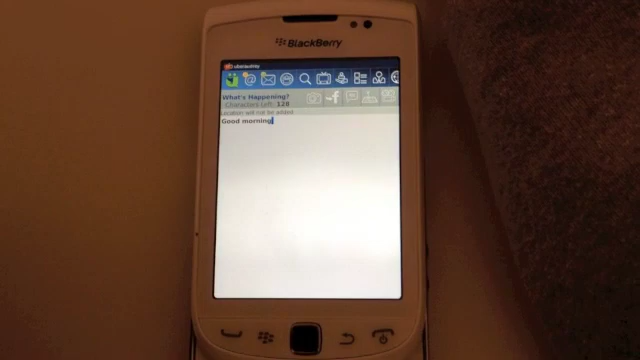 BlackBerry
What's Happening?
Characters Left: 128
Location will not be added
Good morning